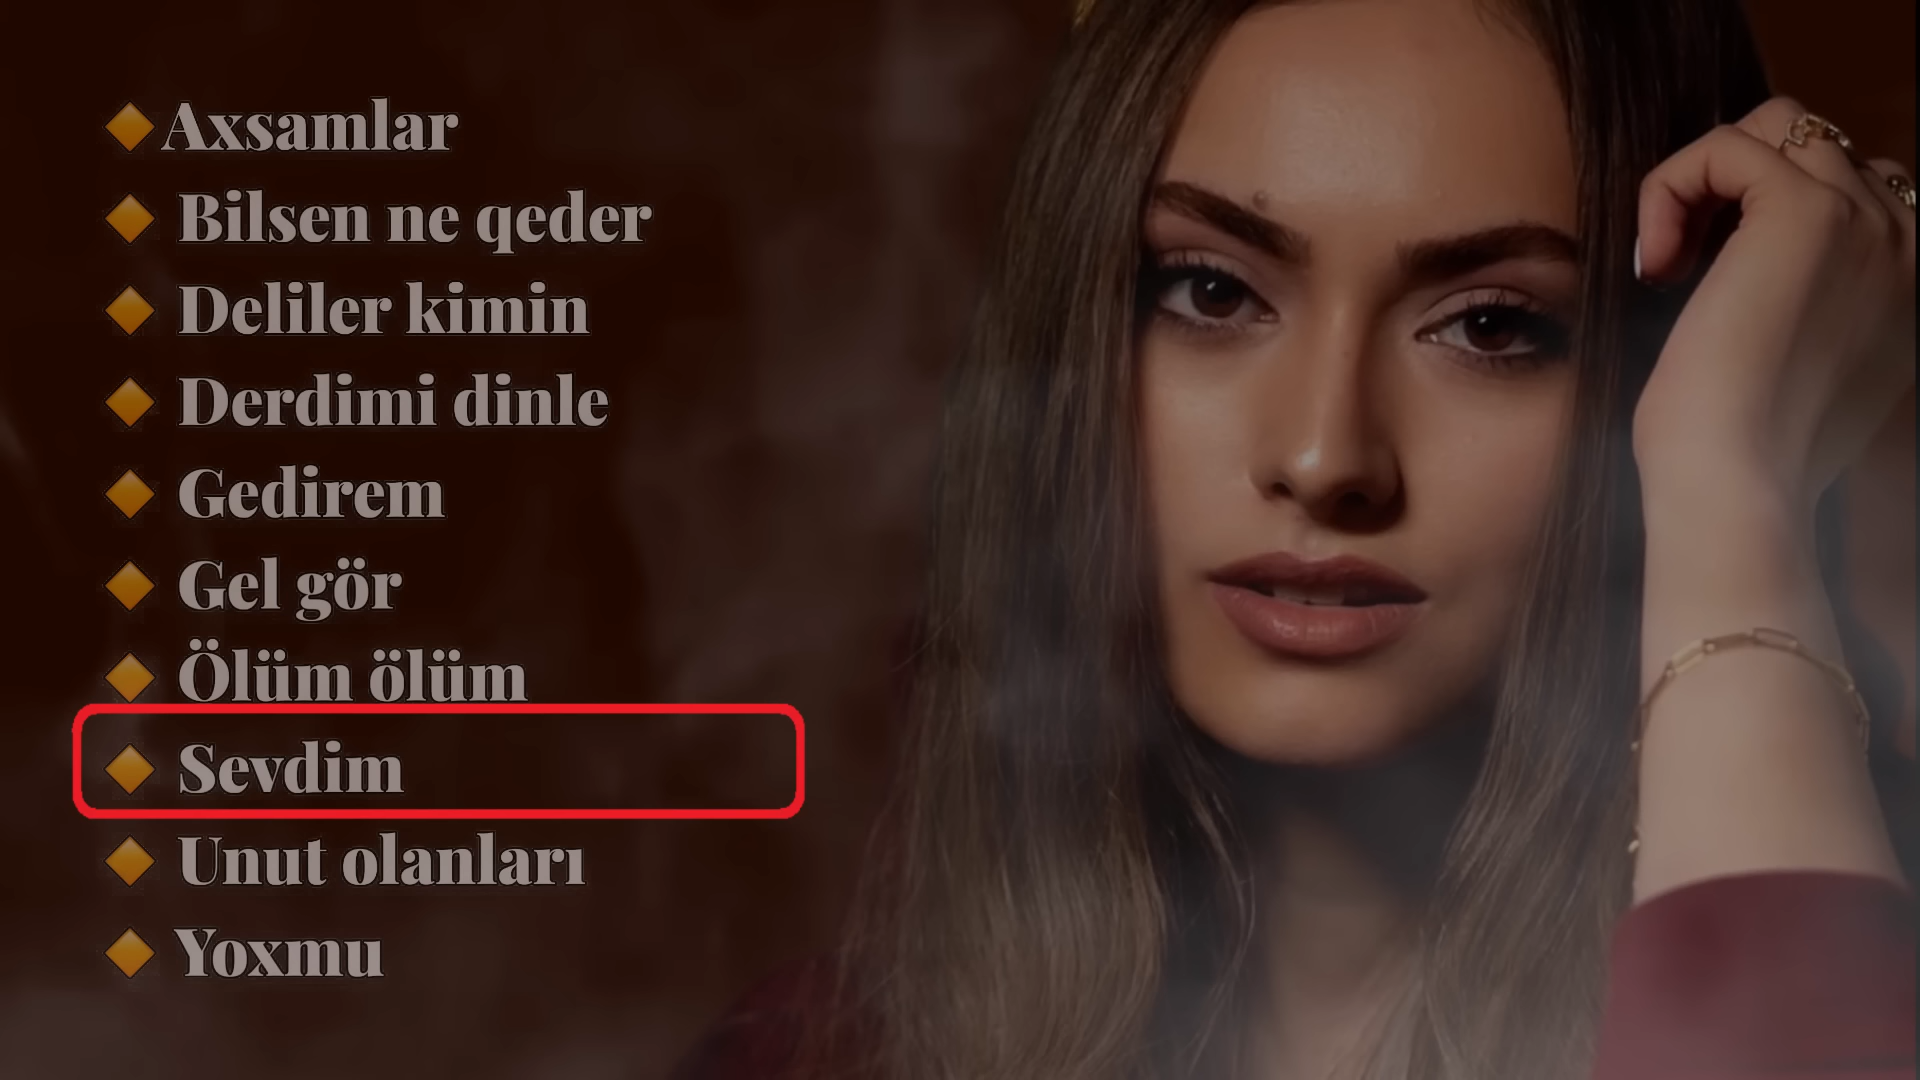 Axsamlar
Bilsen ne qeder
Deliler kimin
Derdimi dinle
Gedirem
Gel gör
Ölüm ölüm
Sevdim
Unut olanları
Yoxmu